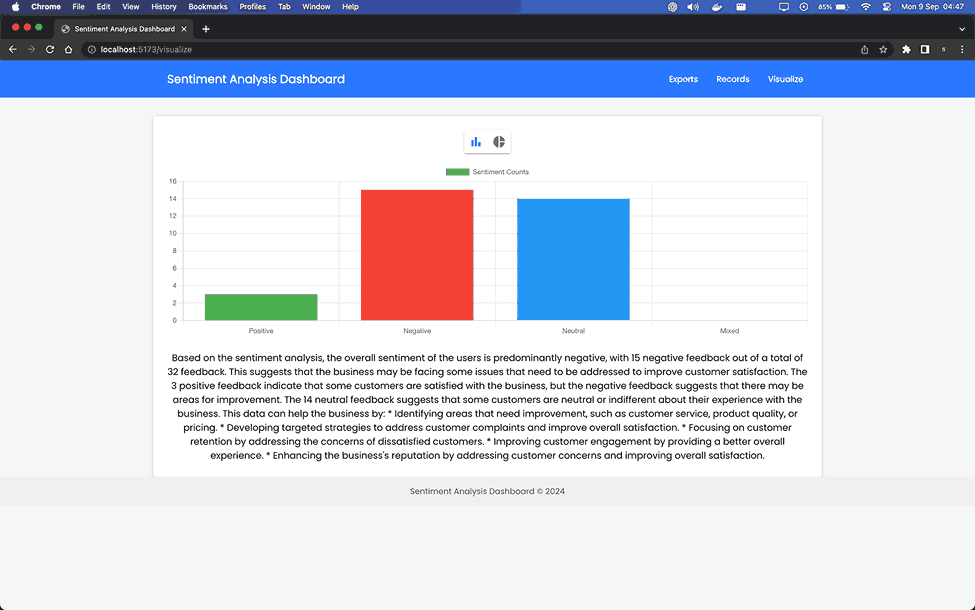 Chrome File Edit View History Bookmarks Profiles Tab Window Help 85% Mon 9 Sep 04:47
Sentiment Analysis Dashboard
localhost:5173/visualize s
Sentiment Analysis Dashboard Exports Records Visualize
Sentiment Counts
16
14
12
10
8
6
4
2
0
Positive Negative Neutral Mixed
Based on the sentiment analysis, the overall sentiment of the users is predominantly negative, with 15 negative feedback out of a total of
32 feedback. This suggests that the business may be facing some issues that need to be addressed to improve customer satisfaction. The
3 positive feedback indicate that some customers are satisfied with the business, but the negative feedback suggests that there may be
areas for improvement. The 14 neutral feedback suggests that some customers are neutral or indifferent about their experience with the
business. This data can help the business by: * Identifying areas that need improvement, such as customer service, product quality, or
pricing. * Developing targeted strategies to address customer complaints and improve overall satisfaction. * Focusing on customer
retention by addressing the concerns of dissatisfied customers. * Improving customer engagement by providing a better overall
experience. * Enhancing the business's reputation by addressing customer concerns and improving overall satisfaction.
Sentiment Analysis Dashboard © 2024